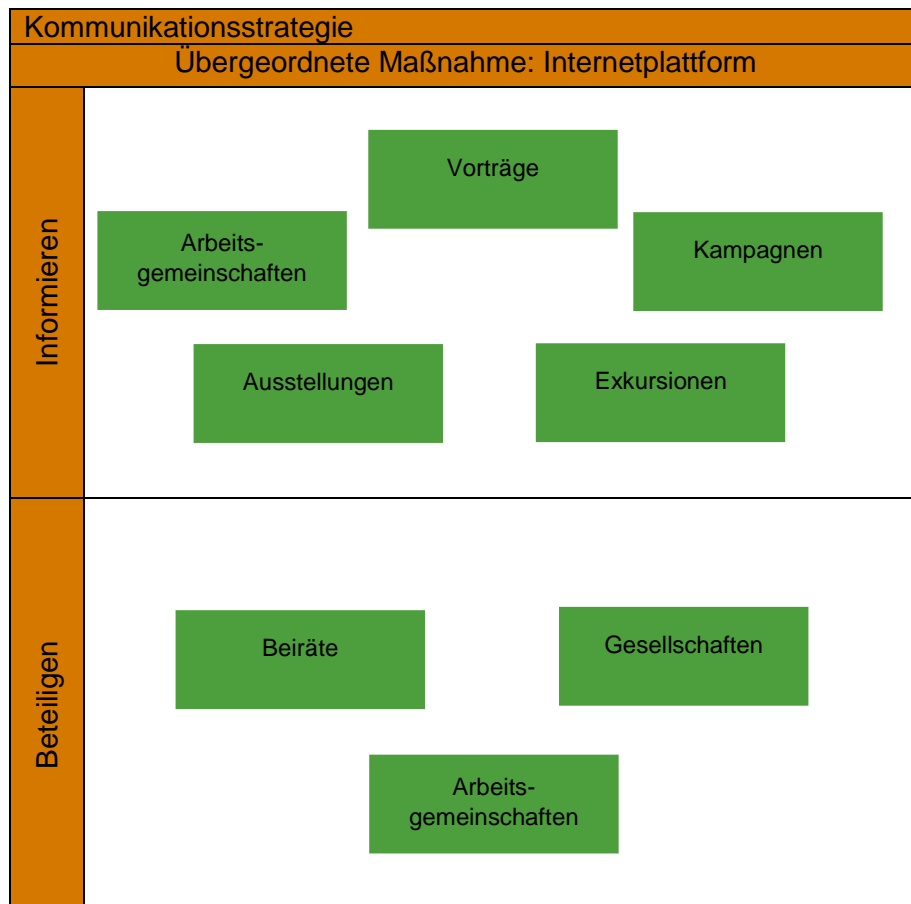 Kommunikationsstrategie
Übergeordnete Maßnahme: Internetplattform
Informieren
Vorträge
Arbeits-
gemeinschaften
Kampagnen
Ausstellungen
Exkursionen
Beteiligen
Beiräte
Gesellschaften
Arbeits-
gemeinschaften